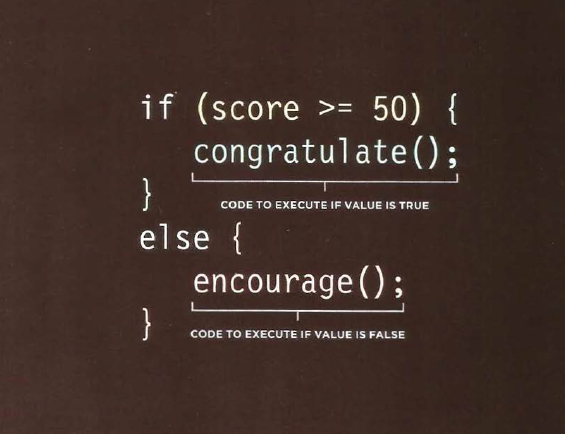 if (score >= 50) {
congratulate();
}
CODE TO EXECUTE IF VALUE IS TRUE
else {
encourage();
}
CODE TO EXECUTE IF VALUE IS FALSE